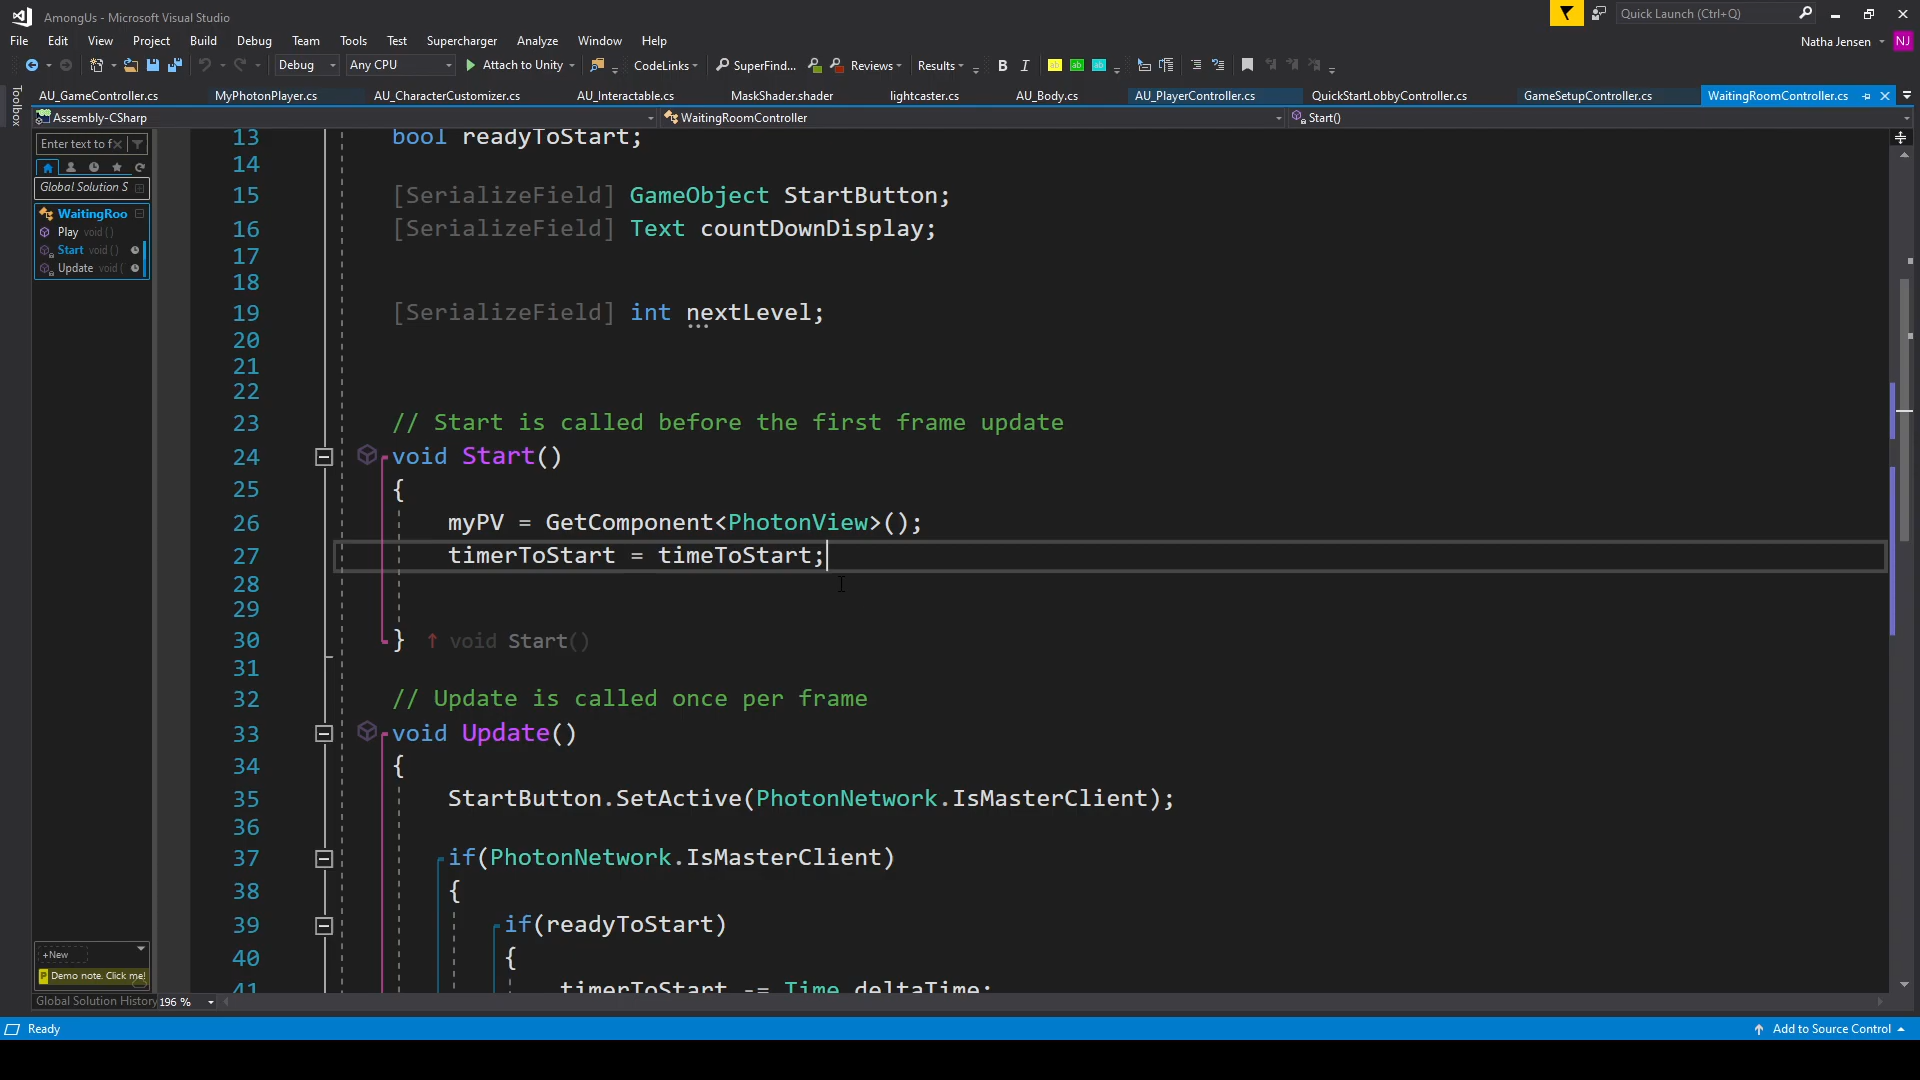 AmongUs - Microsoft Visual Studio
Quick Launch (Ctrl+Q)
File Edit View Project Build Debug Team Tools Test Supercharger Analyze Window Help
Natha Jensen NJ
Debug Any CPU Attach to Unity CodeLinks SuperFind... Reviews Results B I
Toolbox
AU_GameController.cs MyPhotonPlayer.cs AU_CharacterCustomizer.cs AU_Interactable.cs MaskShader.shader lightcaster.cs AU_Body.cs AU_PlayerController.cs QuickStartLobbyController.cs GameSetupController.cs WaitingRoomController.cs
Assembly-CSharp WaitingRoomController Start()
Enter text to f
Global Solution S
WaitingRoo
Play void ()
Start void ()
Update void (
13 bool readyToStart;
14
15 [SerializeField] GameObject StartButton;
16 [SerializeField] Text countDownDisplay;
17
18
19 [SerializeField] int nextLevel;
20
21
22
23 // Start is called before the first frame update
24 void Start()
25 {
26 myPV = GetComponent<PhotonView>();
27 timerToStart = timeToStart;
28
29
30 } ↑ void Start()
31
32 // Update is called once per frame
33 void Update()
34 {
35 StartButton.SetActive(PhotonNetwork.IsMasterClient);
36
37 if(PhotonNetwork.IsMasterClient)
38 {
39 if(readyToStart)
40 {
41 timerToStart -= Time.deltaTime;
+New
Demo note. Click me!
Global Solution History
196 %
Ready
Add to Source Control